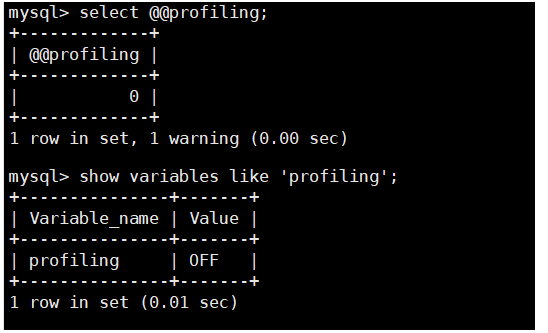 mysql> select @@profiling;
+-------------+
| @@profiling |
+-------------+
|           0 |
+-------------+
1 row in set, 1 warning (0.00 sec)

mysql> show variables like 'profiling';
+---------------+-------+
| Variable_name | Value |
+---------------+-------+
| profiling     | OFF   |
+---------------+-------+
1 row in set (0.01 sec)